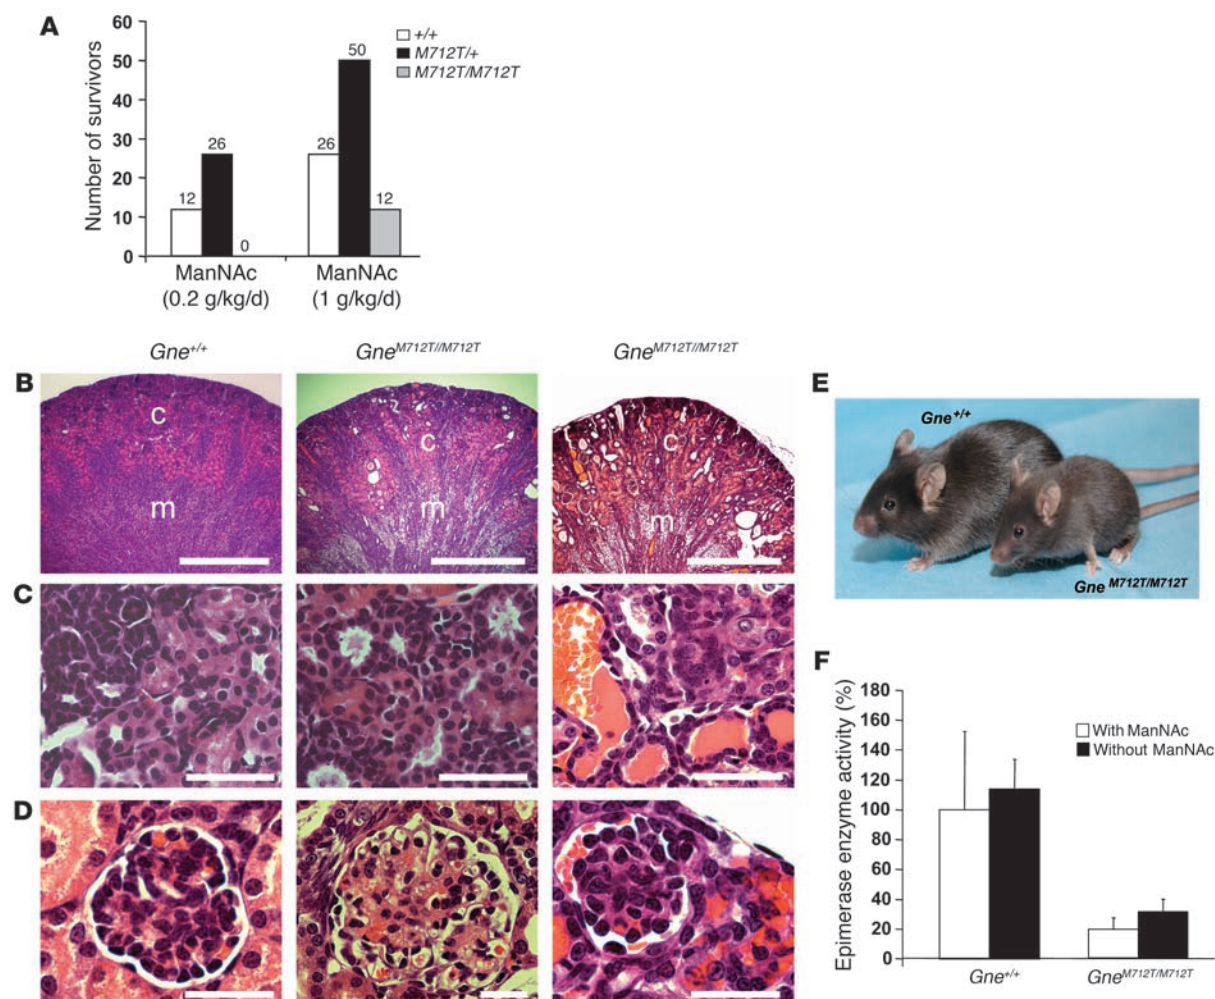 A
60
50
40
30
20
10
0
Number of survivors
+/+
M712T/+
M712T/M712T
12
26
0
26
50
12
ManNAc
(0.2 g/kg/d)
ManNAc
(1 g/kg/d)
Gne+/+
GneM712T//M712T
GneM712T//M712T
B
c
m
c
m
c
m
C
D
E
Gne+/+
Gne M712T/M712T
F
Epimerase enzyme activity (%)
180
160
140
120
100
80
60
40
20
0
With ManNAc
Without ManNAc
Gne+/+
GneM712T/M712T